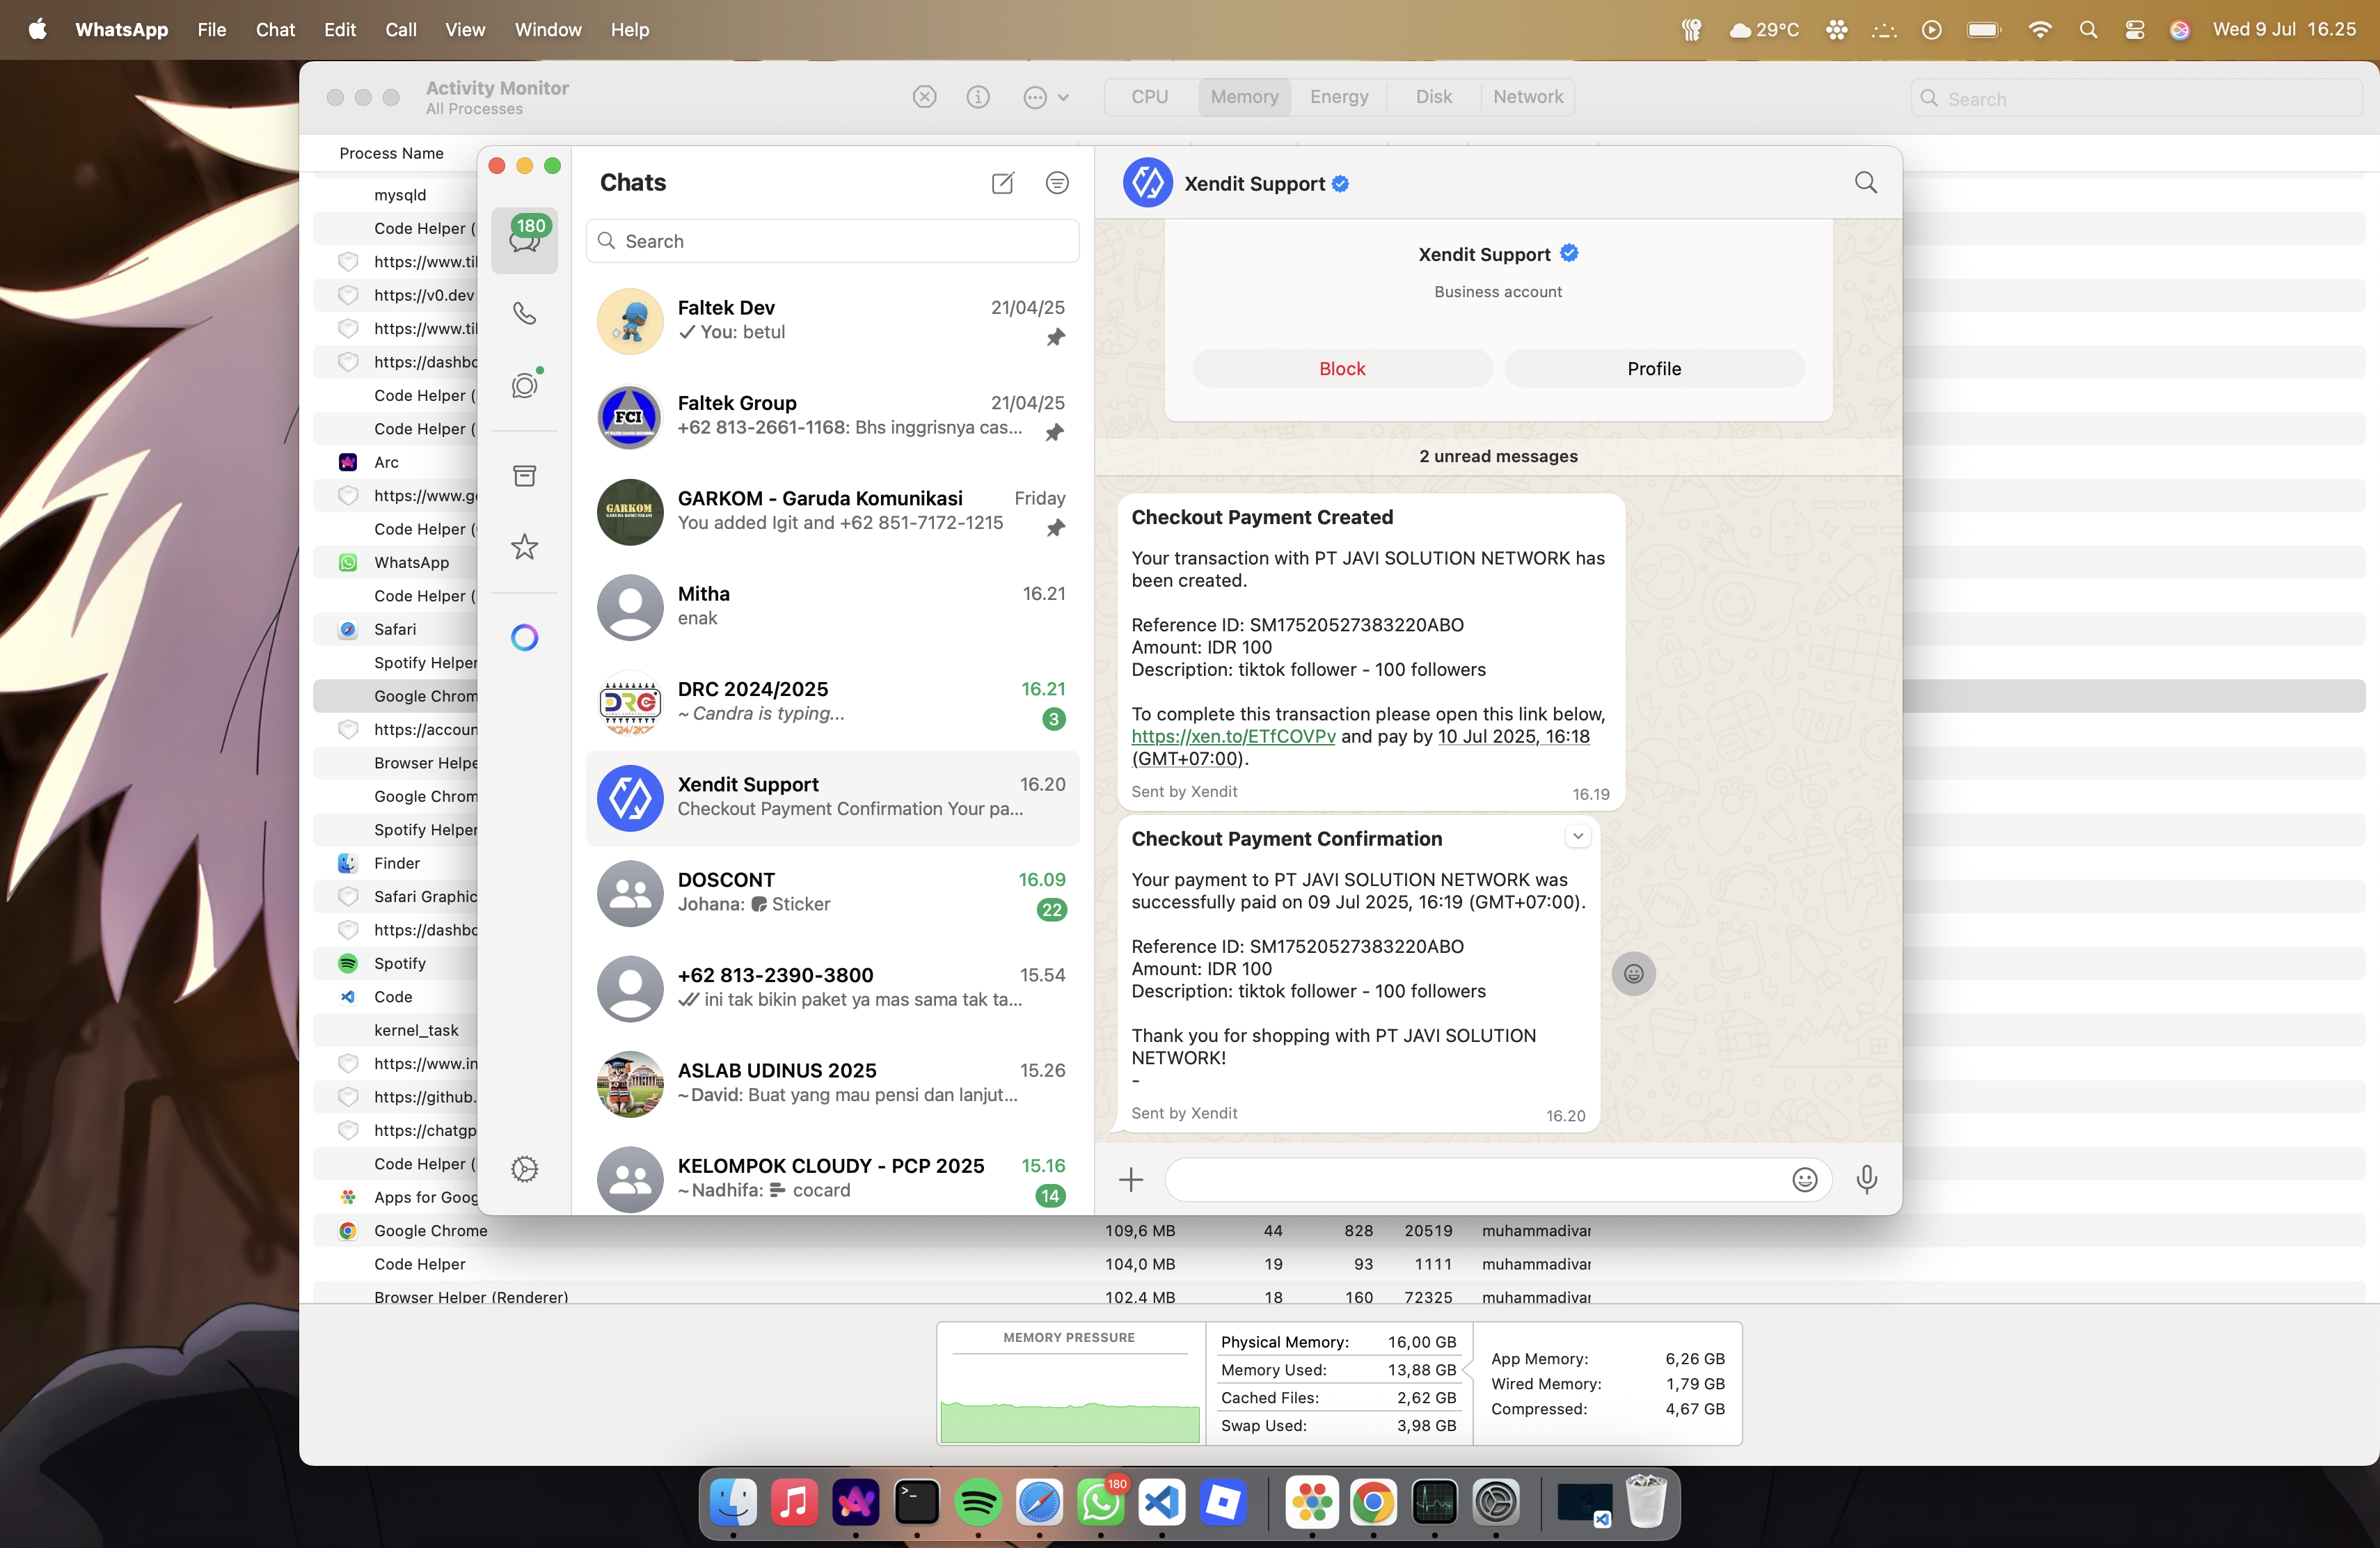 WhatsApp File Chat Edit Call View Window Help 29°C Wed 9 Jul 16.25
Activity Monitor
All Processes
CPU Memory Energy Disk Network
Search
Process Name
mysqld
Code Helper (
https://www.til
https://v0.dev
https://www.til
https://dashbo
Code Helper (
Code Helper (
Arc
https://www.go
Code Helper (
WhatsApp
Code Helper (
Safari
Spotify Helper
Google Chrom
https://accoun
Browser Helpe
Google Chrom
Spotify Helper
Finder
Safari Graphic
https://dashbo
Spotify
Code
kernel_task
https://www.in
https://github.
https://chatgp
Code Helper (
Apps for Goog
Google Chrome 109,6 MB 44 828 20519 muhammadivar
Code Helper 104,0 MB 19 93 1111 muhammadivar
Browser Helper (Renderer) 102,4 MB 18 160 72325 muhammadivar
180
Chats
Search
Faltek Dev 21/04/25
You: betul
FCI
Faltek Group 21/04/25
+62 813-2661-1168: Bhs inggrisnya cas...
GARKOM
GARUDA KOMUNIKASI
GARKOM - Garuda Komunikasi Friday
You added Igit and +62 851-7172-1215
Mitha 16.21
enak
DRC
DRC 2024/2025 16.21
~ Candra is typing... 3
Xendit Support 16.20
Checkout Payment Confirmation Your pa...
DOSCONT 16.09
Johana: Sticker 22
+62 813-2390-3800 15.54
ini tak bikin paket ya mas sama tak ta...
ASLAB UDINUS 2025 15.26
~ David: Buat yang mau pensi dan lanjut...
KELOMPOK CLOUDY - PCP 2025 15.16
~ Nadhifa: cocard 14
Xendit Support
Xendit Support
Business account
Block Profile
2 unread messages
Checkout Payment Created
Your transaction with PT JAVI SOLUTION NETWORK has
been created.
Reference ID: SM17520527383220ABO
Amount: IDR 100
Description: tiktok follower - 100 followers
To complete this transaction please open this link below,
https://xen.to/ETfCOVPv and pay by 10 Jul 2025, 16:18
(GMT+07:00).
Sent by Xendit 16.19
Checkout Payment Confirmation
Your payment to PT JAVI SOLUTION NETWORK was
successfully paid on 09 Jul 2025, 16:19 (GMT+07:00).
Reference ID: SM17520527383220ABO
Amount: IDR 100
Description: tiktok follower - 100 followers
Thank you for shopping with PT JAVI SOLUTION
NETWORK!
-
Sent by Xendit 16.20
MEMORY PRESSURE
Physical Memory: 16,00 GB
Memory Used: 13,88 GB
Cached Files: 2,62 GB
Swap Used: 3,98 GB
App Memory: 6,26 GB
Wired Memory: 1,79 GB
Compressed: 4,67 GB
180